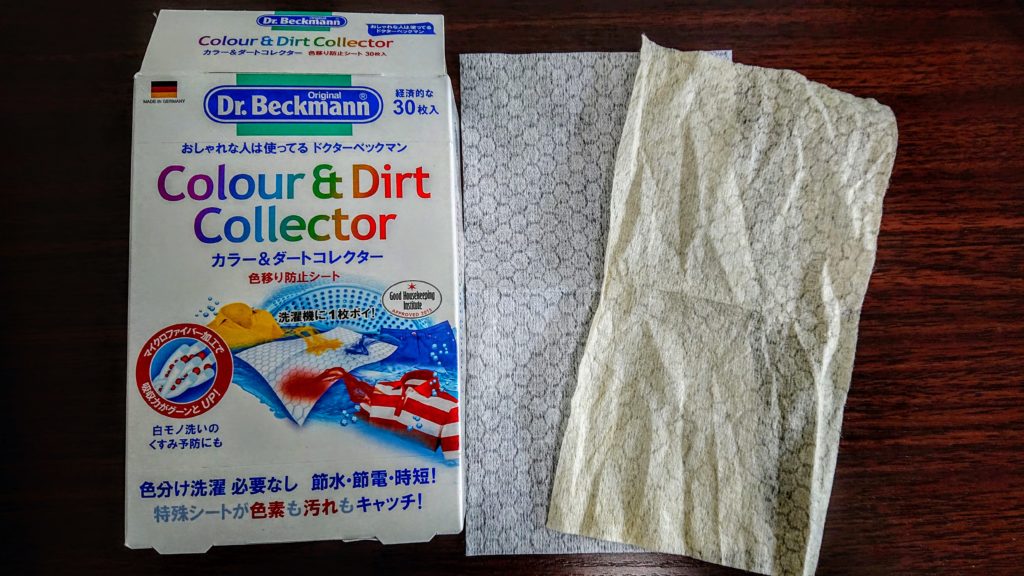 Original
Dr. Beckmann®
おしゃれな人は使ってる
ドクターベックマン
Colour & Dirt Collector
カラー＆ダートコレクター 色移り防止シート 30枚入
MADE IN GERMANY
Original
Dr. Beckmann®
経済的な
30枚入
おしゃれな人は使ってる ドクターベックマン
Colour & Dirt
Collector
カラー＆ダートコレクター
色移り防止シート
洗濯機に1枚ポイ!
Good Housekeeping
Institute
APPROVED 2013
マイクロファイバー加工で
吸収力がグーンとUP!
白モノ洗いの
くすみ予防にも
色分け洗濯 必要なし 節水・節電・時短!
特殊シートが色素も汚れもキャッチ!